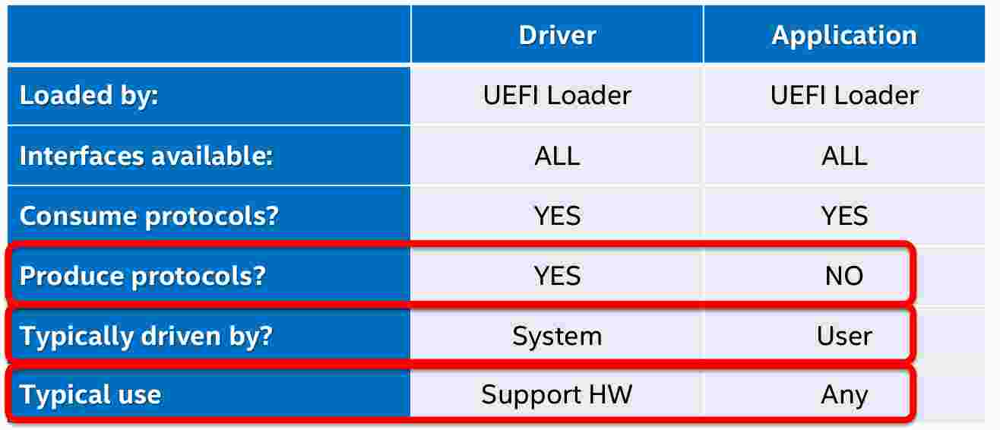 Driver Application
Loaded by: UEFI Loader UEFI Loader
Interfaces available: ALL ALL
Consume protocols? YES YES
Produce protocols? YES NO
Typically driven by? System User
Typical use Support HW Any